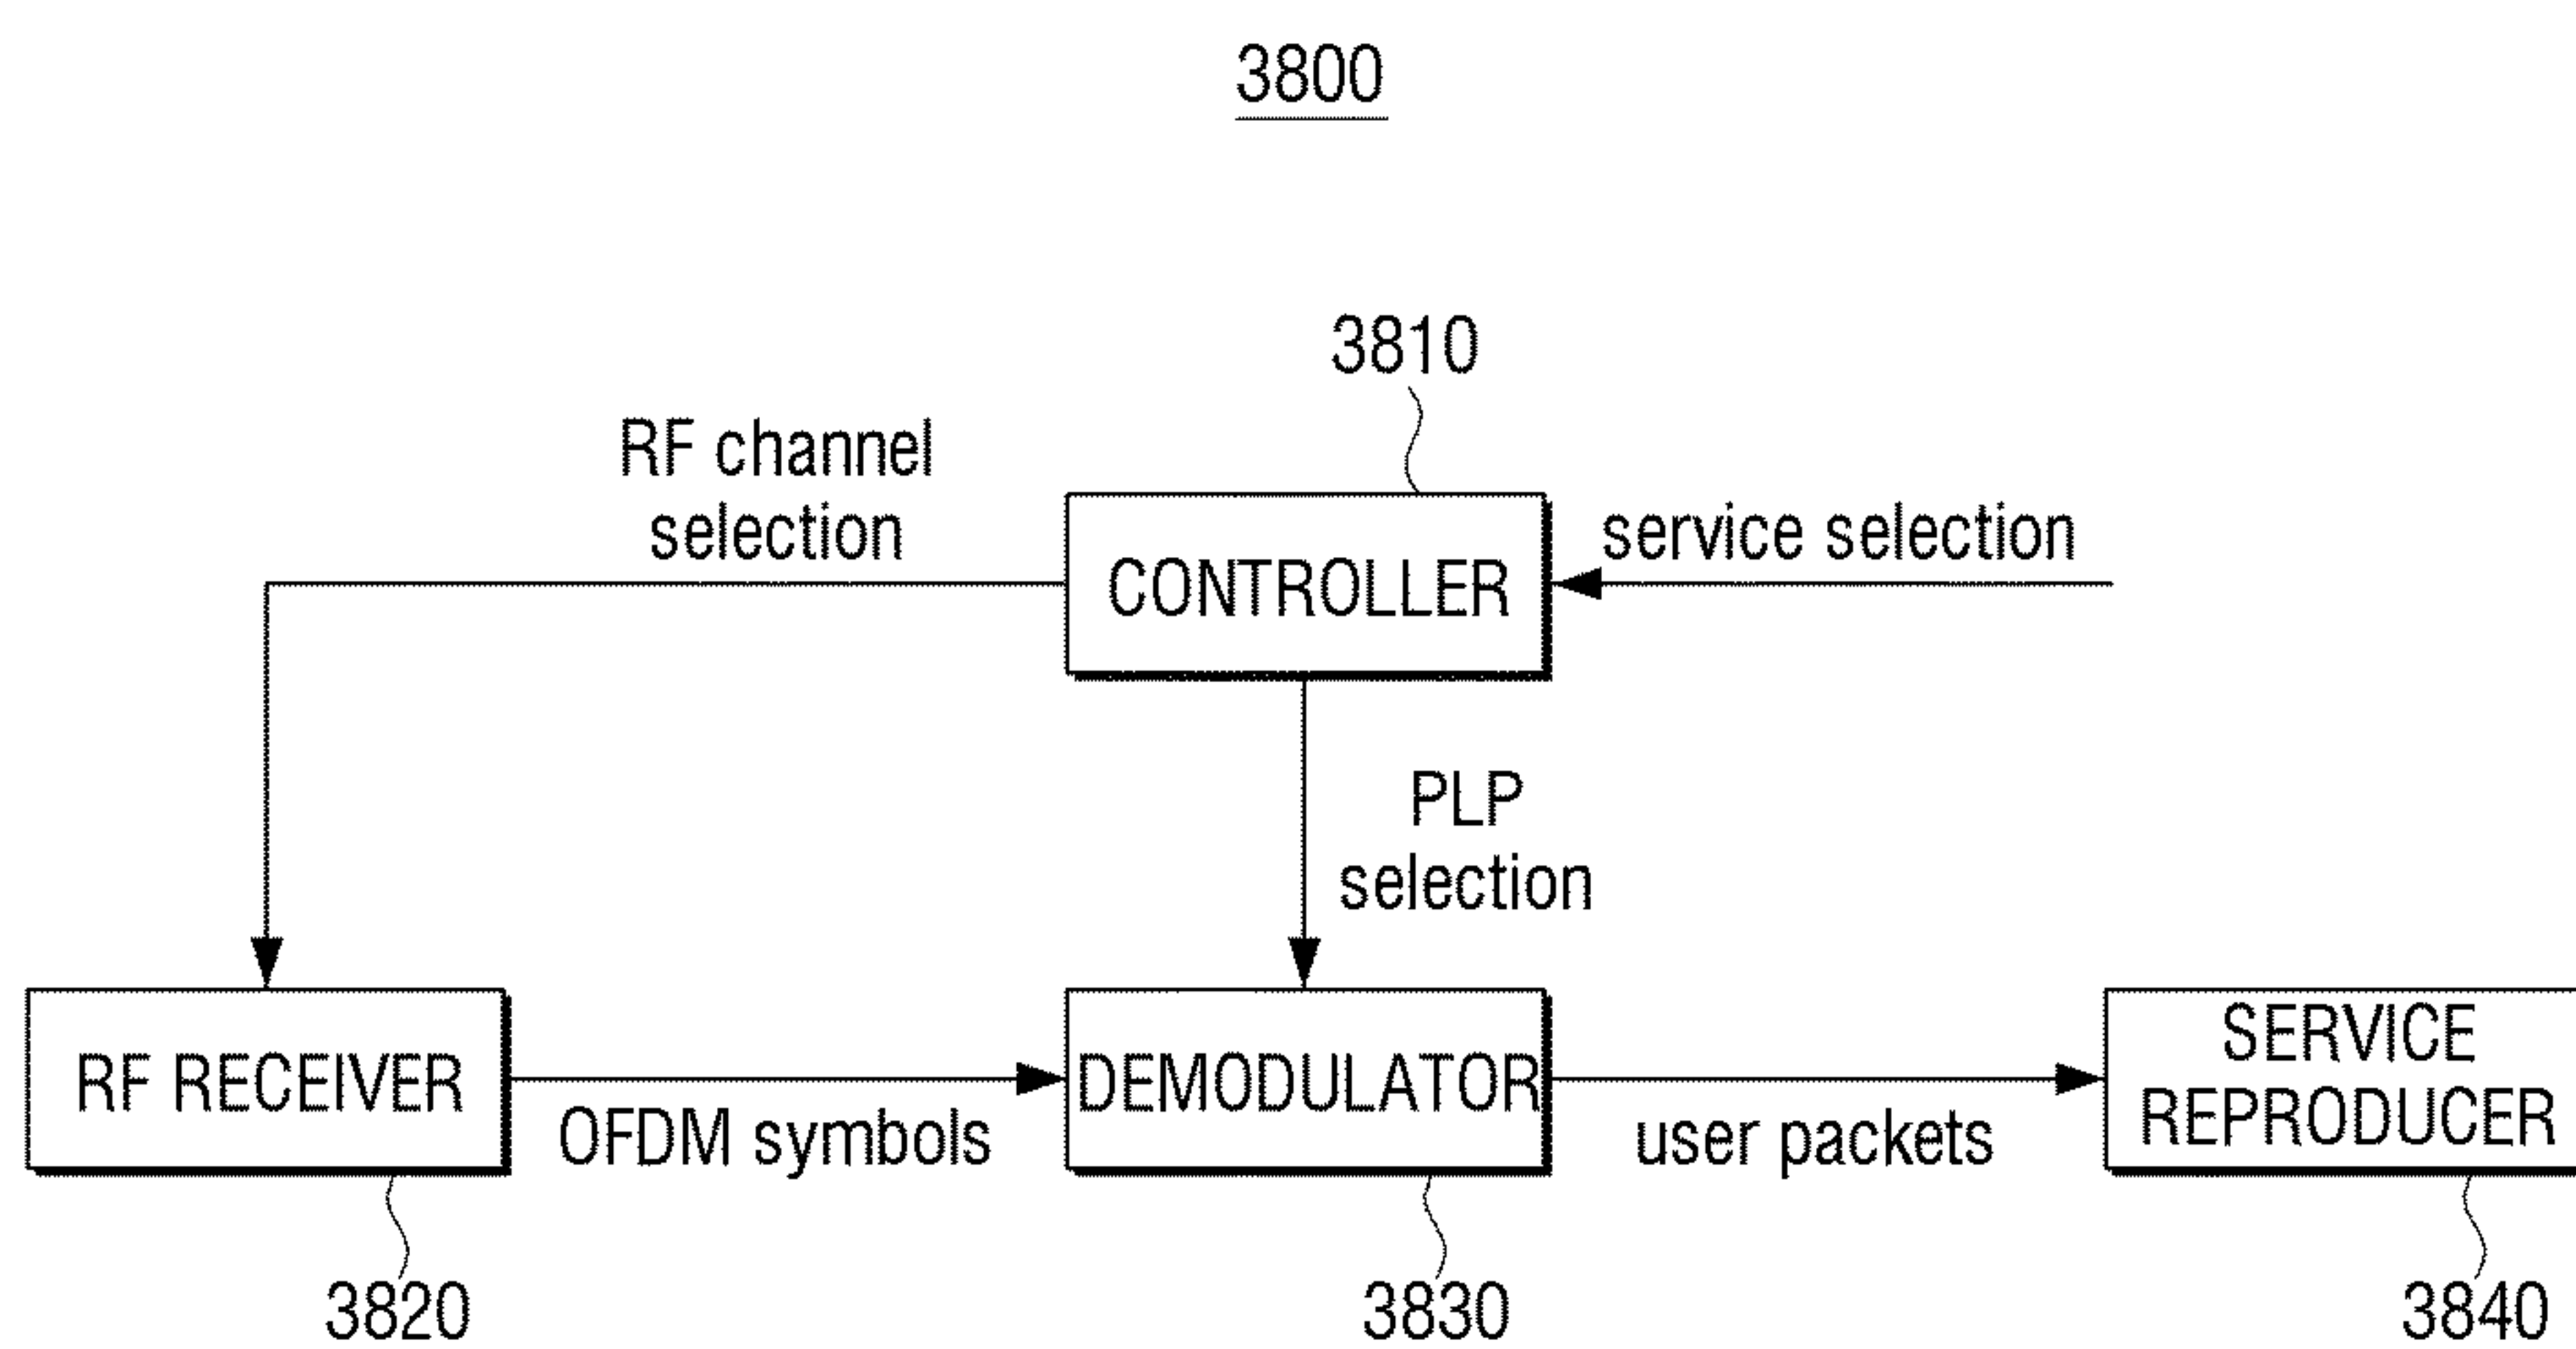 3800
3810
RF channel
selection
CONTROLLER
service selection
PLP
selection
RF RECEIVER
OFDM symbols
DEMODULATOR
user packets
SERVICE
REPRODUCER
3820
3830
3840